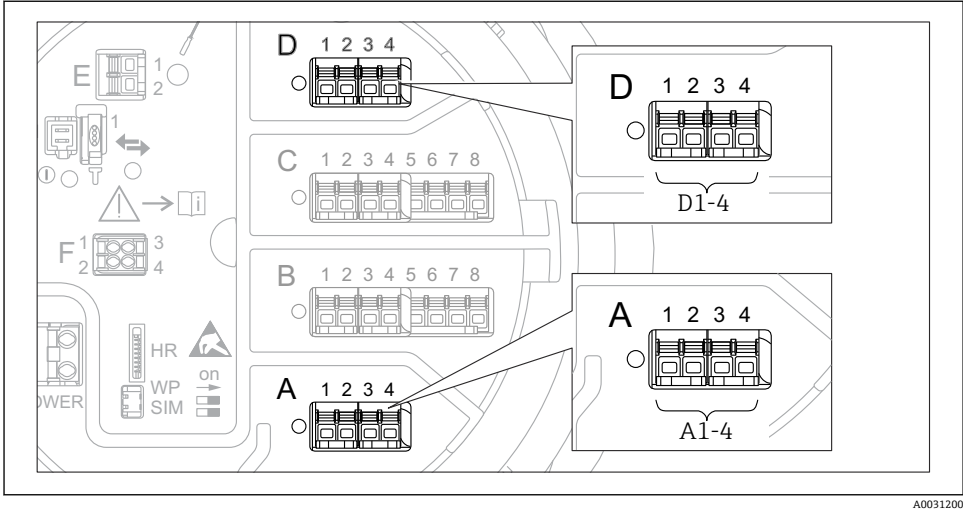 D 1 2 3 4
E 1
2
D 1 2 3 4
D1-4
1
C 1 2 3 4 5 6 7 8
i
F 1 3
2 4
B 1 2 3 4 5 6 7 8
A 1 2 3 4
A1-4
HR
on
WP
SIM
OWER
A 1 2 3 4
A0031200